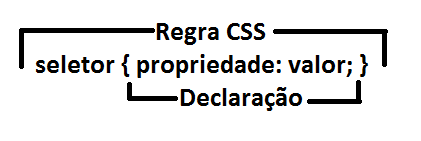 Regra CSS
seletor { propriedade: valor; }
Declaração